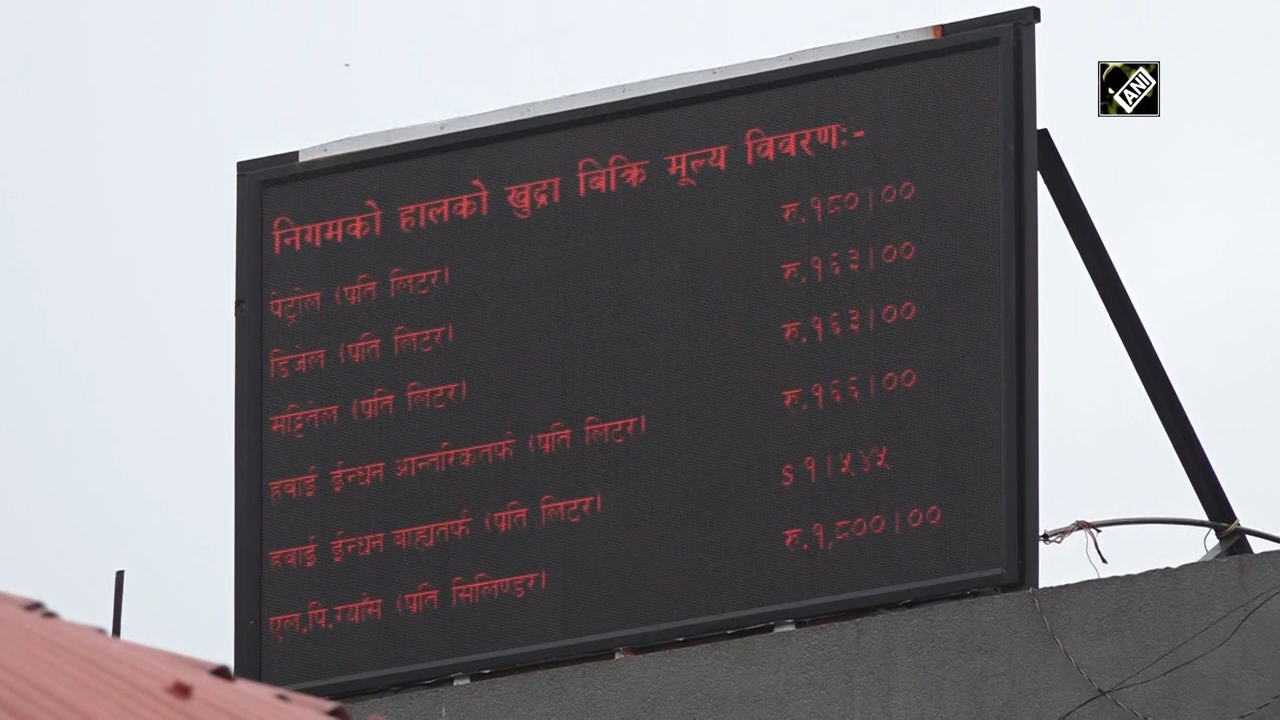 निगमको हालको खुद्रा बिक्रि मूल्य विवरणः-
पेट्रोल (प्रति लिटर। रु.१८०।००
डिजेल (प्रति लिटर। रु.१६३।००
मट्टितेल (प्रति लिटर। रु.१६३।००
हवाई ईन्धन आन्तरिकतर्फ (प्रति लिटर। रु.१६६।००
हवाई ईन्धन बाह्यतर्फ (प्रति लिटर। $ १।५४५
एल.पि.ग्याँस (प्रति सिलिण्डर। रु.१,८००।००
ANI